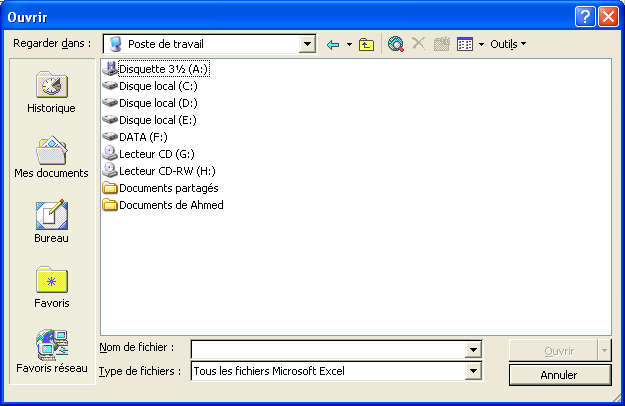 Ouvrir
Regarder dans : Poste de travail Outils
Historique
Mes documents
Bureau
Favoris
Favoris réseau
Disquette 3½ (A:)
Disque local (C:)
Disque local (D:)
Disque local (E:)
DATA (F:)
Lecteur CD (G:)
Lecteur CD-RW (H:)
Documents partagés
Documents de Ahmed
Nom de fichier : Ouvrir
Type de fichiers : Tous les fichiers Microsoft Excel Annuler